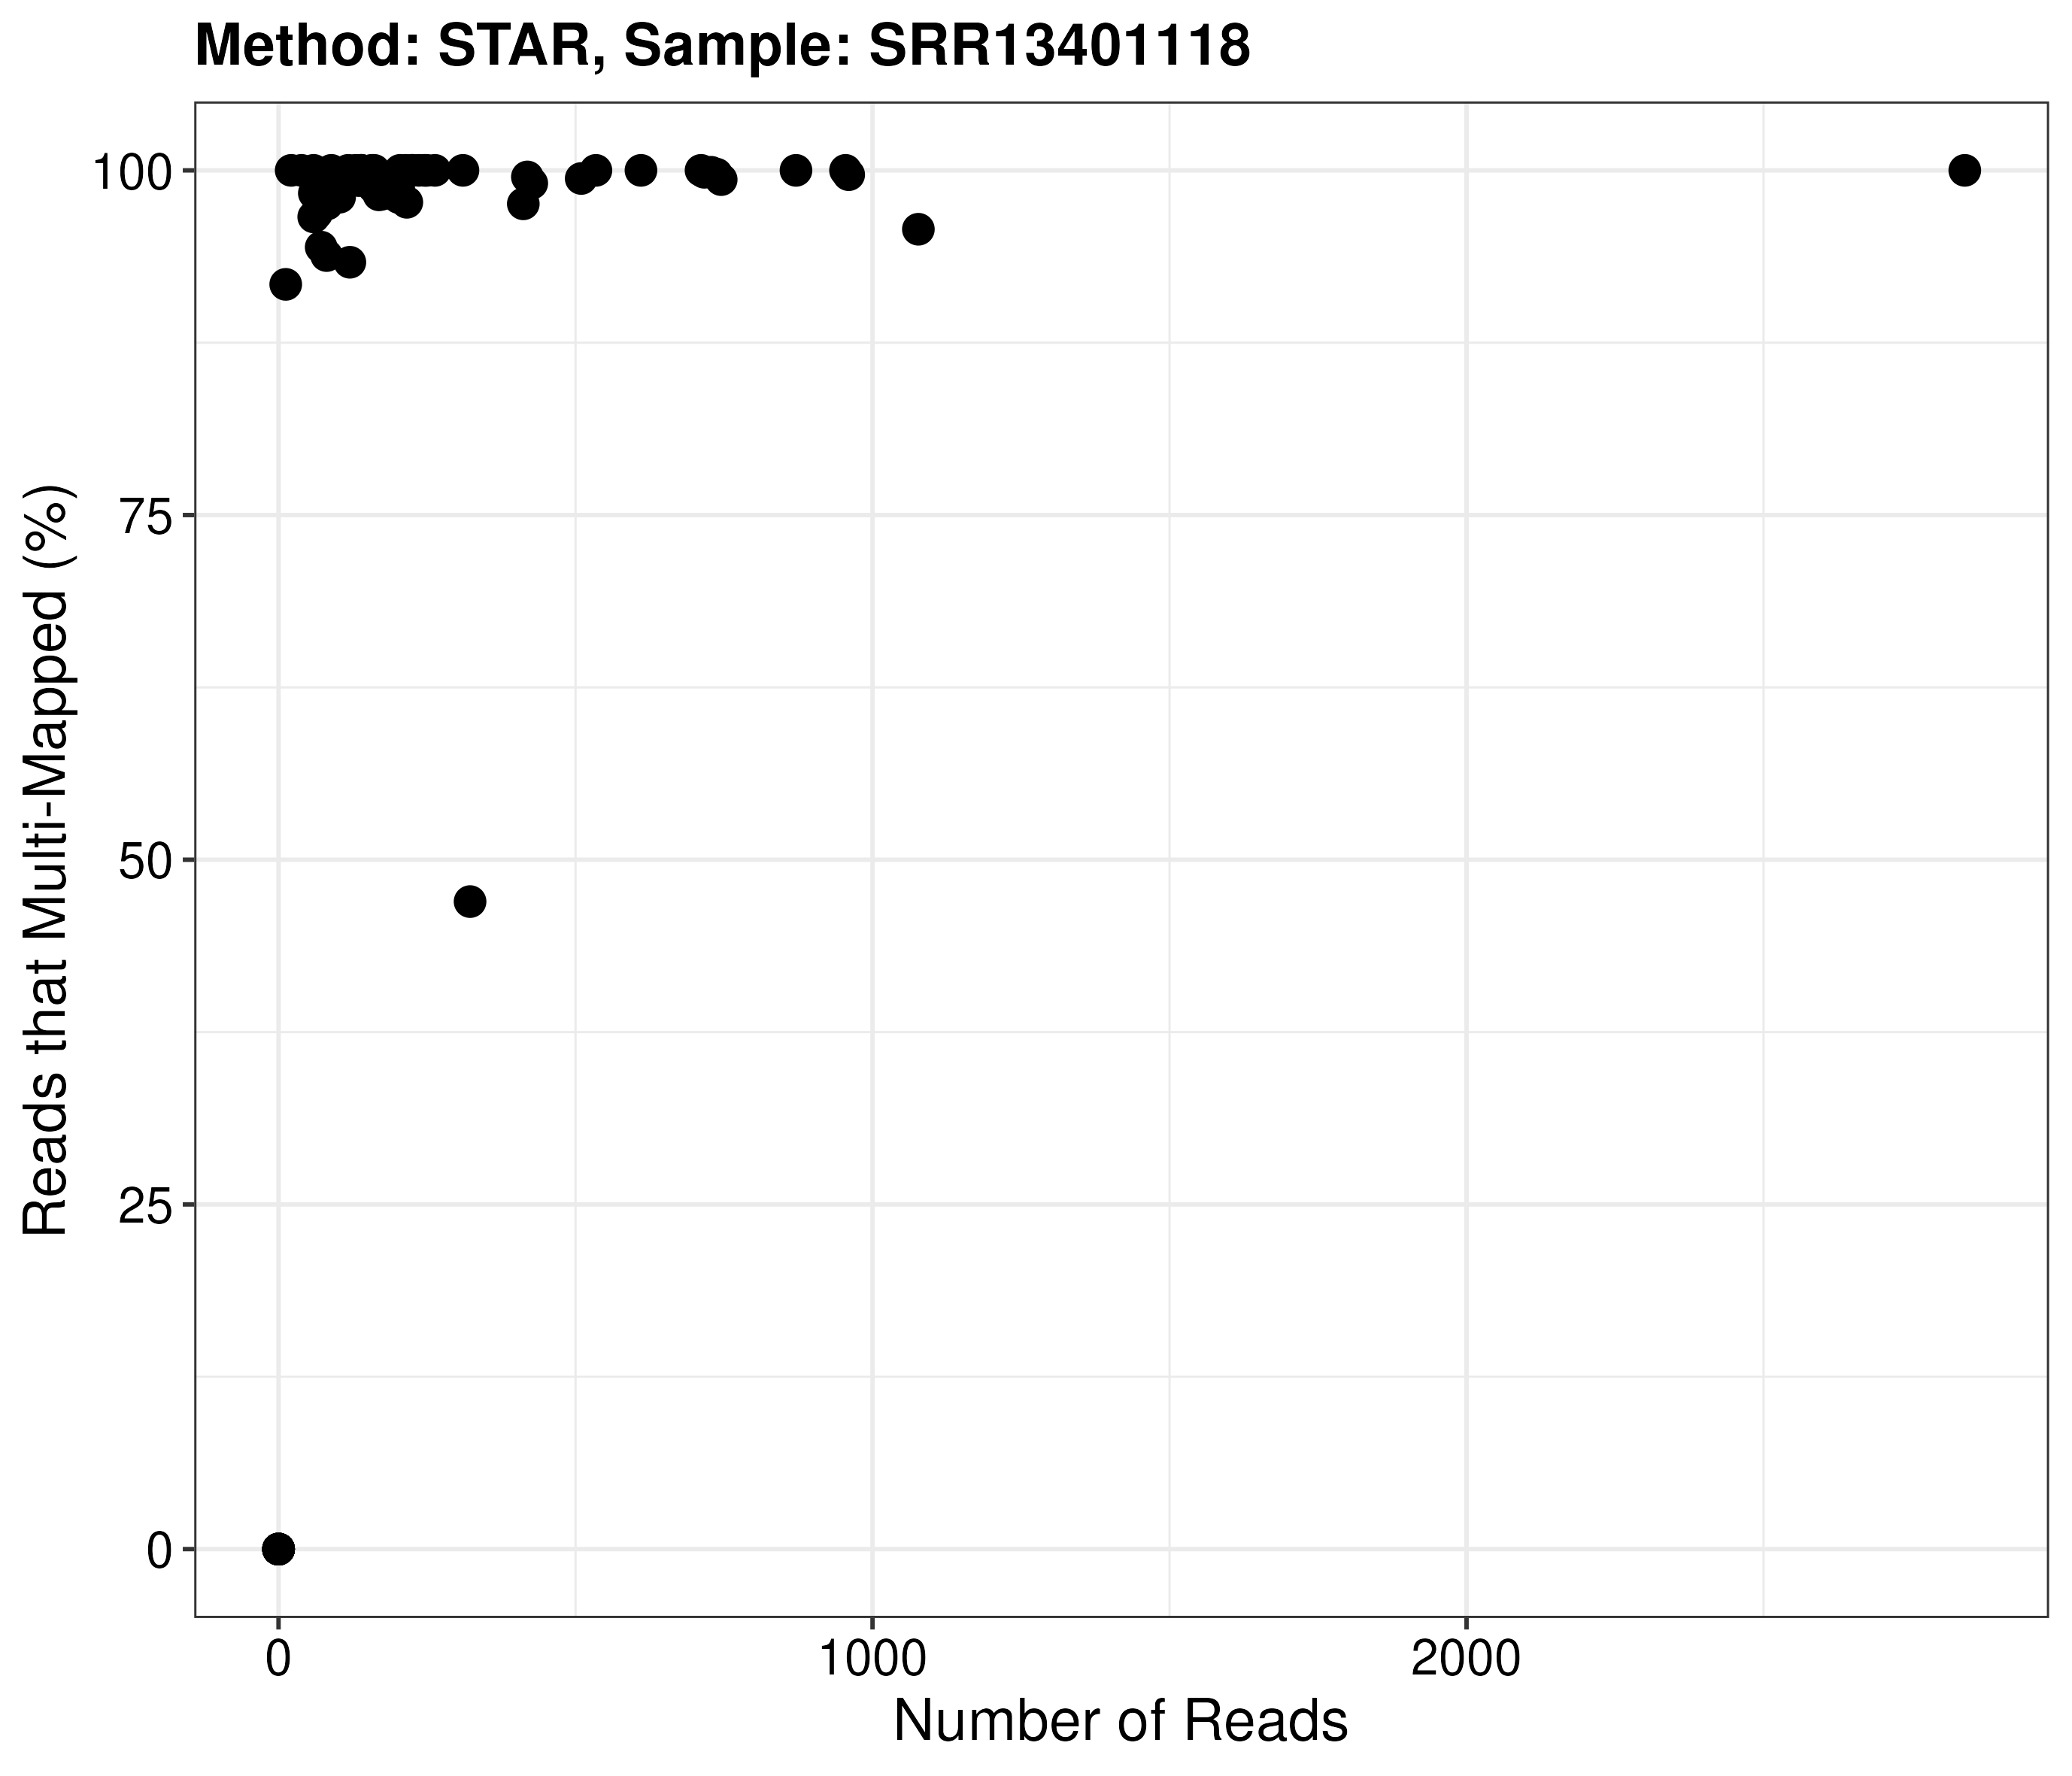 Method: STAR, Sample: SRR13401118
Reads that Multi-Mapped (%)
100
75
50
25
0
0 1000 2000
Number of Reads